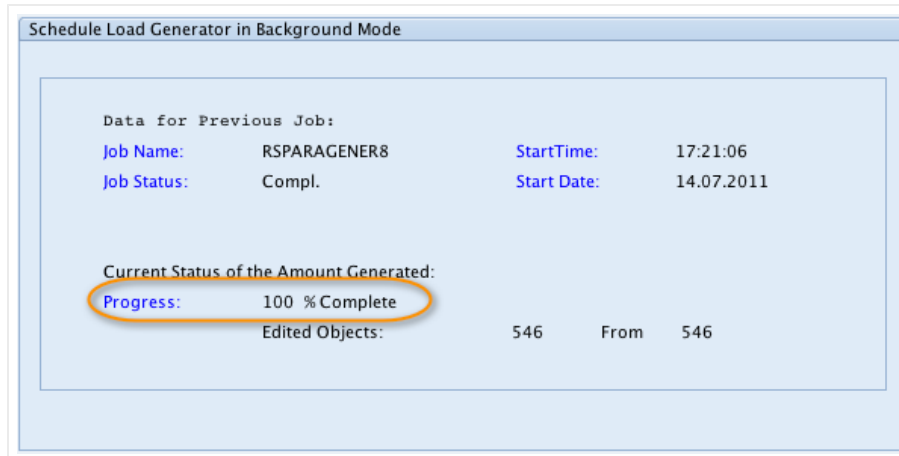 Schedule Load Generator in Background Mode
Data for Previous Job:
Job Name: RSPARAGENER8 StartTime: 17:21:06
Job Status: Compl. Start Date: 14.07.2011
Current Status of the Amount Generated:
Progress: 100 % Complete
Edited Objects: 546 From 546